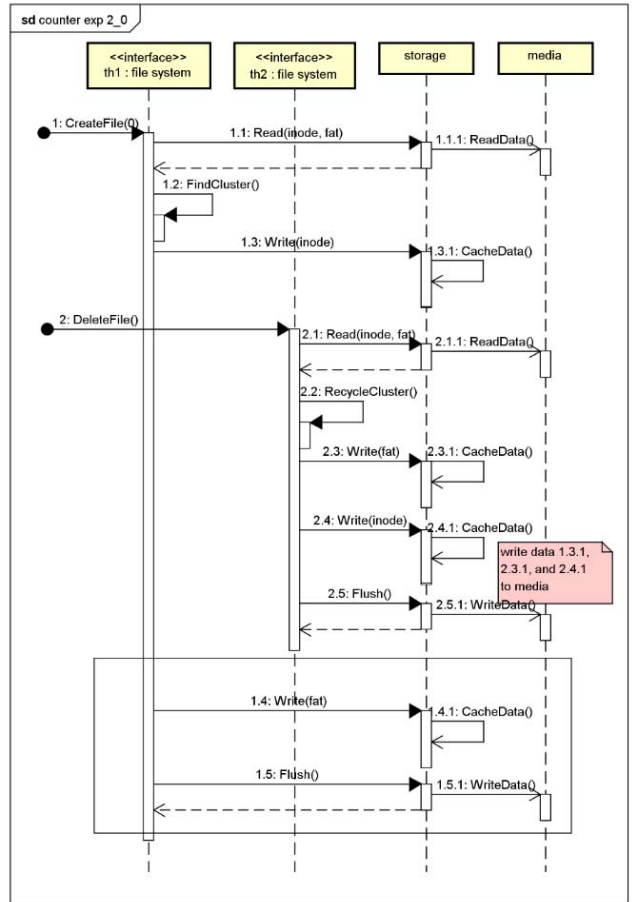 sd counter exp 2_0
<<interface>>
th1 : file system
<<interface>>
th2 : file system
storage
media
1: CreateFile(0)
1.1: Read(inode, fat)
1.1.1: ReadData()
1.2: FindCluster()
1.3: Write(inode)
1.3.1: CacheData()
2: DeleteFile()
2.1: Read(inode, fat)
2.1.1: ReadData()
2.2: RecycleCluster()
2.3: Write(fat)
2.3.1: CacheData()
2.4: Write(inode)
2.4.1: CacheData()
write data 1.3.1,
2.3.1, and 2.4.1
to media
2.5: Flush()
2.5.1: WriteData()
1.4: Write(fat)
1.4.1: CacheData()
1.5: Flush()
1.5.1: WriteData()